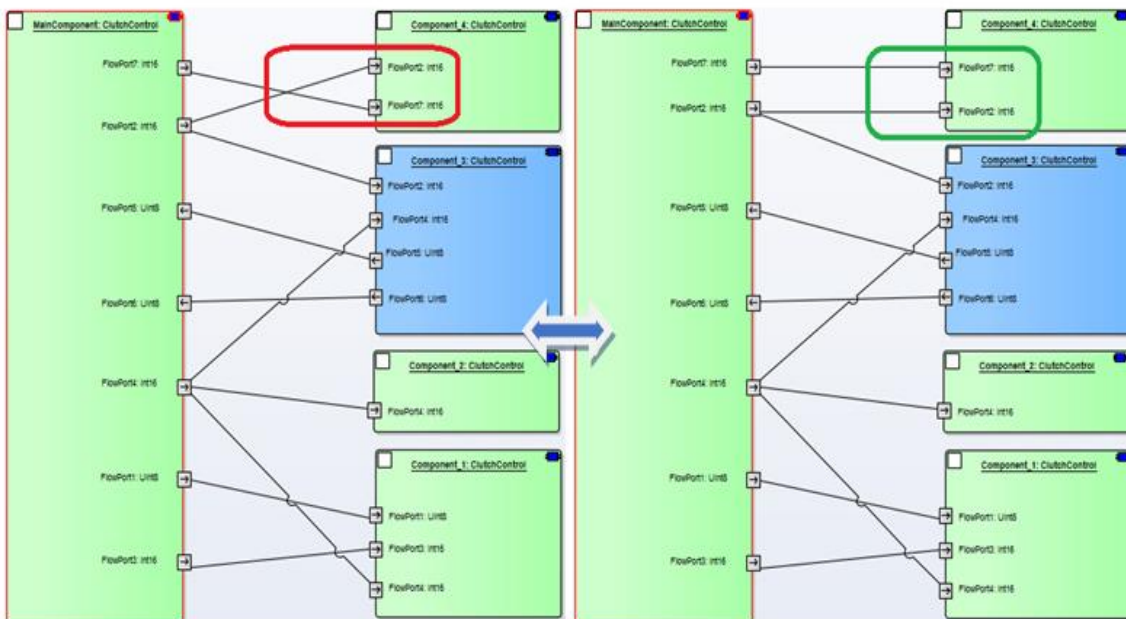 MainComponent: ClutchControl
FlowPort7: Int16
FlowPort2: Int16
FlowPort5: UInt8
FlowPort6: UInt8
FlowPort4: Int16
FlowPort1: UInt8
FlowPort3: Int16
Component_4: ClutchControl
FlowPort2: Int16
FlowPort7: Int16
Component_3: ClutchControl
FlowPort2: Int16
FlowPort4: Int16
FlowPort5: UInt8
FlowPort6: UInt8
Component_2: ClutchControl
FlowPort4: Int16
Component_1: ClutchControl
FlowPort1: UInt8
FlowPort3: Int16
FlowPort4: Int16
MainComponent: ClutchControl
FlowPort7: Int16
FlowPort2: Int16
FlowPort5: UInt8
FlowPort6: UInt8
FlowPort4: Int16
FlowPort1: UInt8
FlowPort3: Int16
Component_4: ClutchControl
FlowPort7: Int16
FlowPort2: Int16
Component_3: ClutchControl
FlowPort2: Int16
FlowPort4: Int16
FlowPort5: UInt8
FlowPort6: UInt8
Component_2: ClutchControl
FlowPort4: Int16
Component_1: ClutchControl
FlowPort1: UInt8
FlowPort3: Int16
FlowPort4: Int16